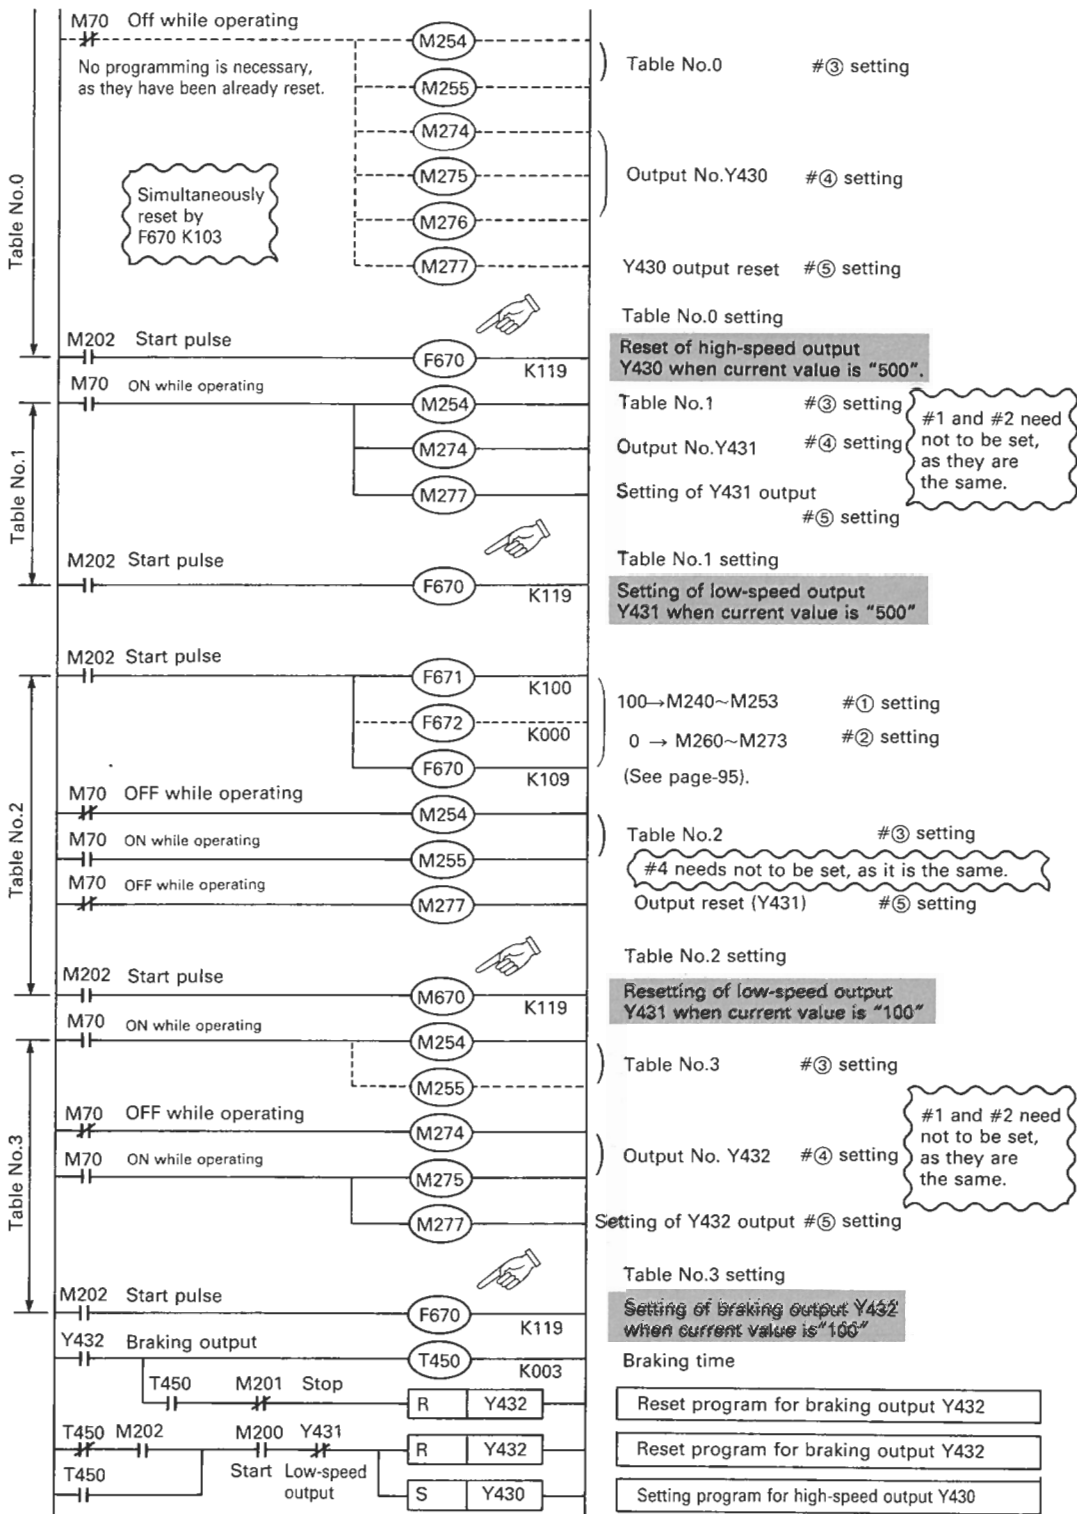 M70 Off while operating
M254
No programming is necessary,
as they have been already reset.
Table No.0 #③ setting
M255
M274
Simultaneously
reset by
F670 K103
M275
Output No.Y430 #④ setting
M276
M277
Y430 output reset #⑤ setting
Table No.0
Table No.0 setting
M202 Start pulse
F670
K119
Reset of high-speed output
Y430 when current value is "500".
M70 ON while operating
M254
Table No.1 #③ setting
M274
Output No.Y431 #④ setting
#1 and #2 need
not to be set,
as they are
the same.
M277
Setting of Y431 output
#⑤ setting
Table No.1
Table No.1 setting
M202 Start pulse
F670
K119
Setting of low-speed output
Y431 when current value is "500"
M202 Start pulse
F671
K100
100→M240~M253 #① setting
F672
K000
0 → M260~M273 #② setting
F670
K109
(See page-95).
M70 OFF while operating
M254
Table No.2 #③ setting
M70 ON while operating
M255
#4 needs not to be set, as it is the same.
M70 OFF while operating
M277
Output reset (Y431) #⑤ setting
Table No.2
Table No.2 setting
M202 Start pulse
M670
K119
Resetting of low-speed output
Y431 when current value is "100"
M70 ON while operating
M254
Table No.3 #③ setting
M255
M70 OFF while operating
M274
#1 and #2 need
not to be set,
as they are
the same.
M70 ON while operating
M275
Output No. Y432 #④ setting
M277
Setting of Y432 output #⑤ setting
Table No.3
Table No.3 setting
M202 Start pulse
F670
K119
Setting of braking output Y432
when current value is"100"
Y432 Braking output
T450
K003
Braking time
T450 M201 Stop
R Y432
Reset program for braking output Y432
T450 M202 M200 Y431
R Y432
Reset program for braking output Y432
T450 Start Low-speed
output
S Y430
Setting program for high-speed output Y430